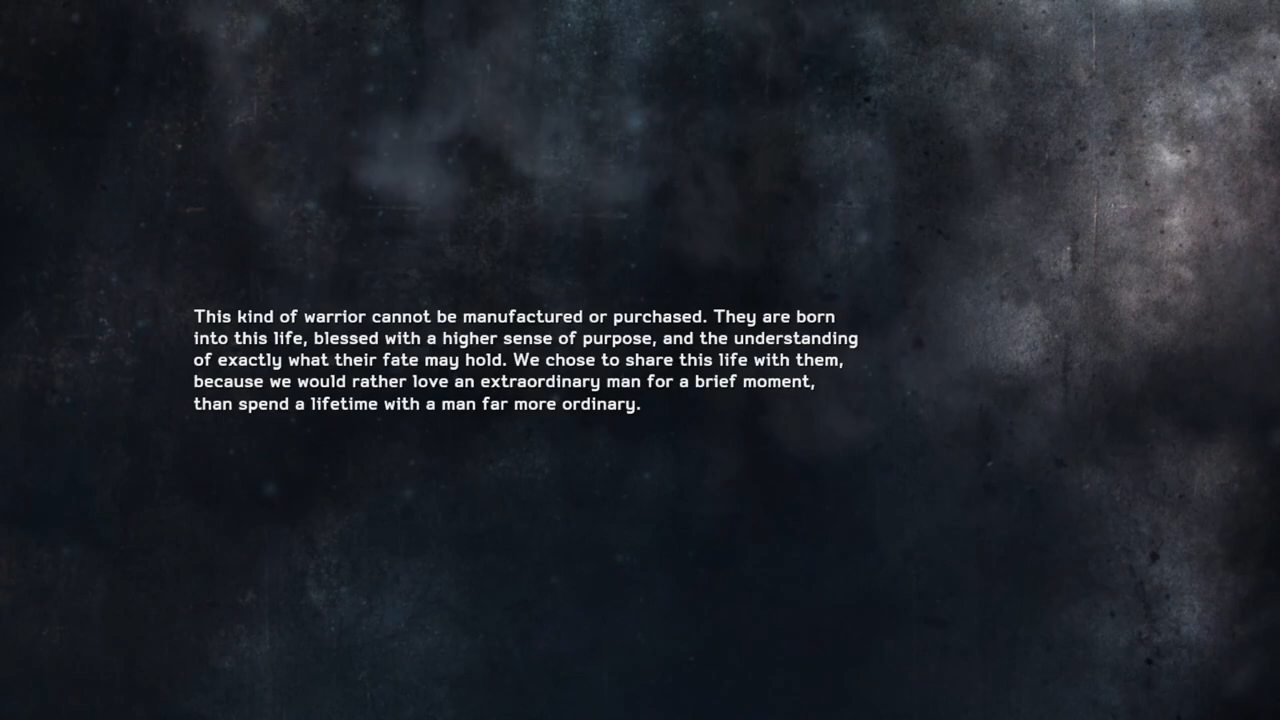 This kind of warrior cannot be manufactured or purchased. They are born
into this life, blessed with a higher sense of purpose, and the understanding
of exactly what their fate may hold. We chose to share this life with them,
because we would rather love an extraordinary man for a brief moment,
than spend a lifetime with a man far more ordinary.